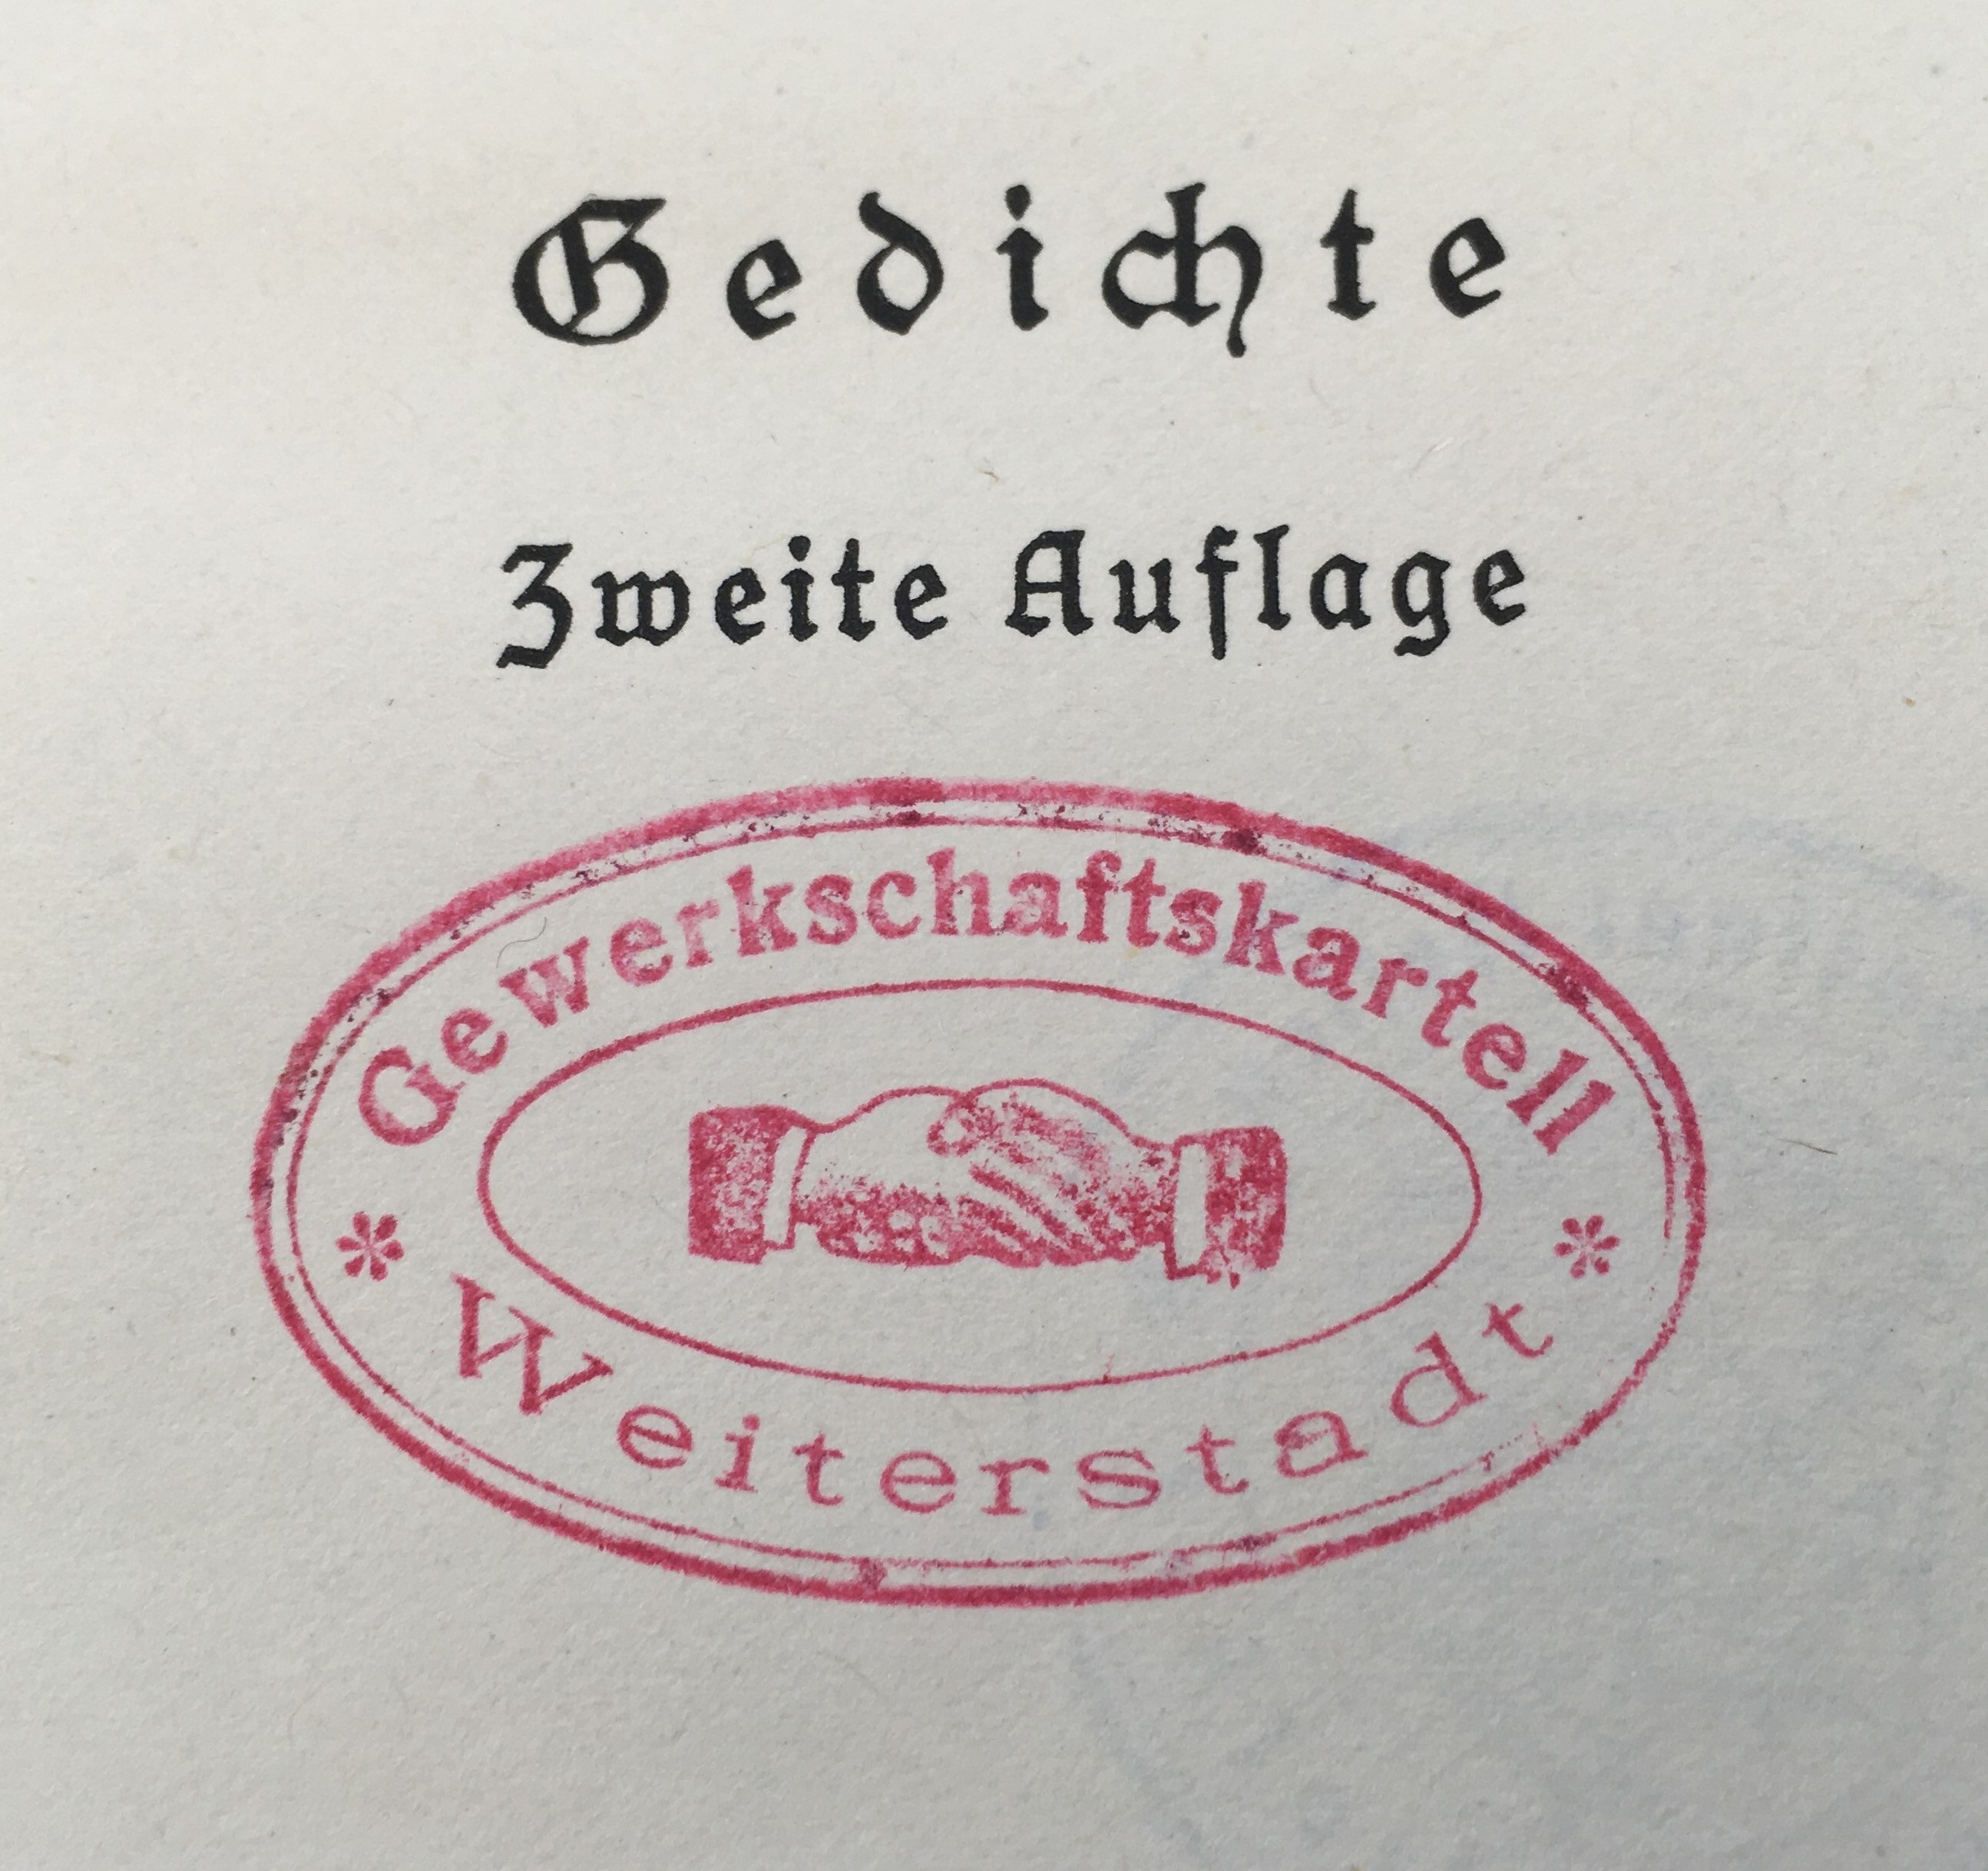 Gedichte
Zweite Auflage
Gewerkschaftskartell
* Weiterstadt *